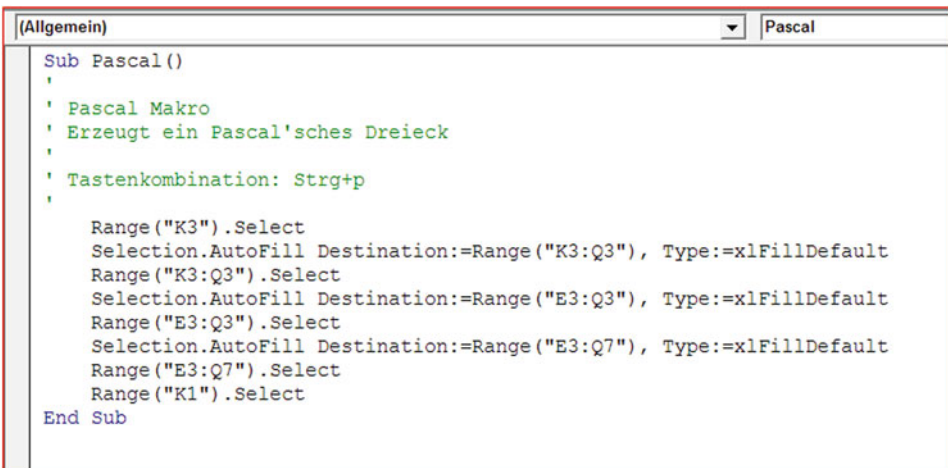 (Allgemein) Pascal
Sub Pascal()
'
' Pascal Makro
' Erzeugt ein Pascal'sches Dreieck
'
' Tastenkombination: Strg+p
'
Range("K3").Select
Selection.AutoFill Destination:=Range("K3:Q3"), Type:=xlFillDefault
Range("K3:Q3").Select
Selection.AutoFill Destination:=Range("E3:Q3"), Type:=xlFillDefault
Range("E3:Q3").Select
Selection.AutoFill Destination:=Range("E3:Q7"), Type:=xlFillDefault
Range("E3:Q7").Select
Range("K1").Select
End Sub